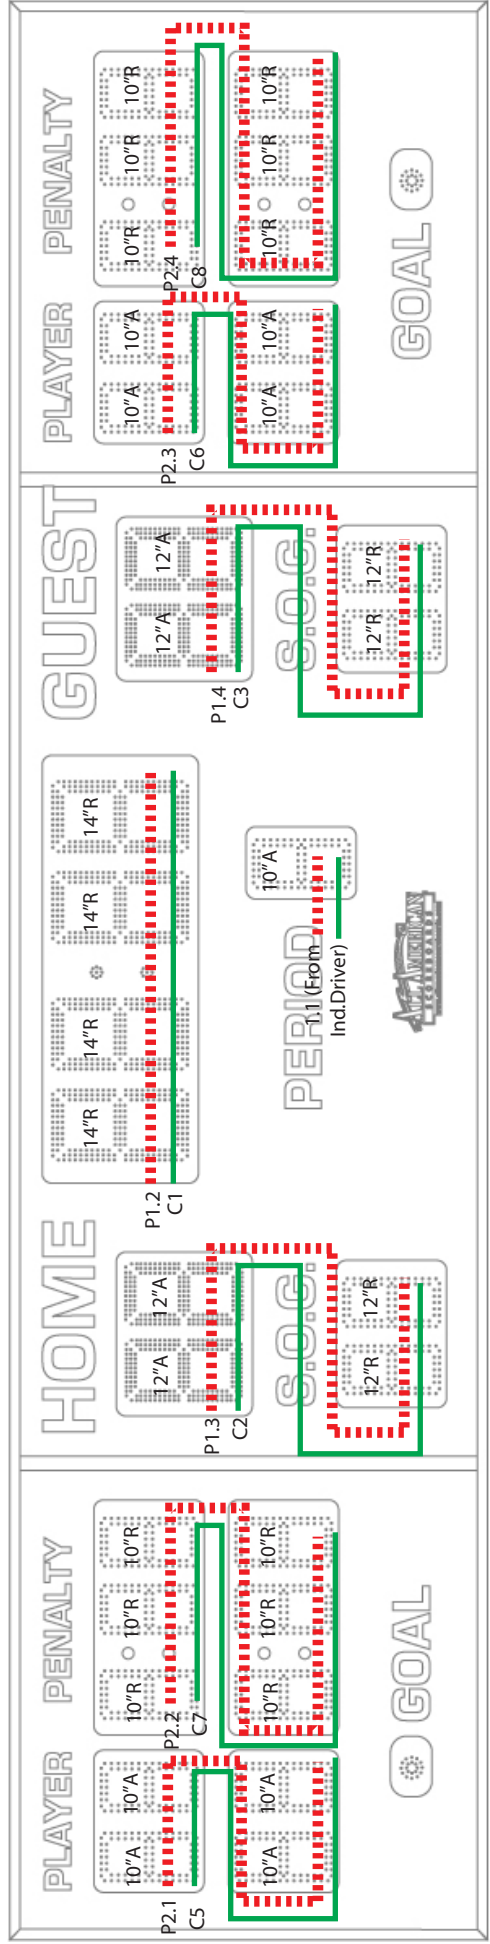 PLAYER PENALTY
10"A 10"A 10"R 10"R 10"R
P2.1 P2.2
C5 C7
10"A 10"A 10"R 10"R 10"R
GOAL
HOME
12"A 12"A
P1.3
C2
S.O.G.
12"R 12"R
14"R 14"R 14"R 14"R
P1.2
C1
PERIOD
10"A
1.1 (From
Ind.Driver)
ALL AMERICAN
SCOREBOARDS
GUEST
12"A 12"A
P1.4
C3
S.O.G.
12"R 12"R
PLAYER PENALTY
10"A 10"A 10"R 10"R 10"R
P2.3 P2.4
C6 C8
10"A 10"A 10"R 10"R 10"R
GOAL